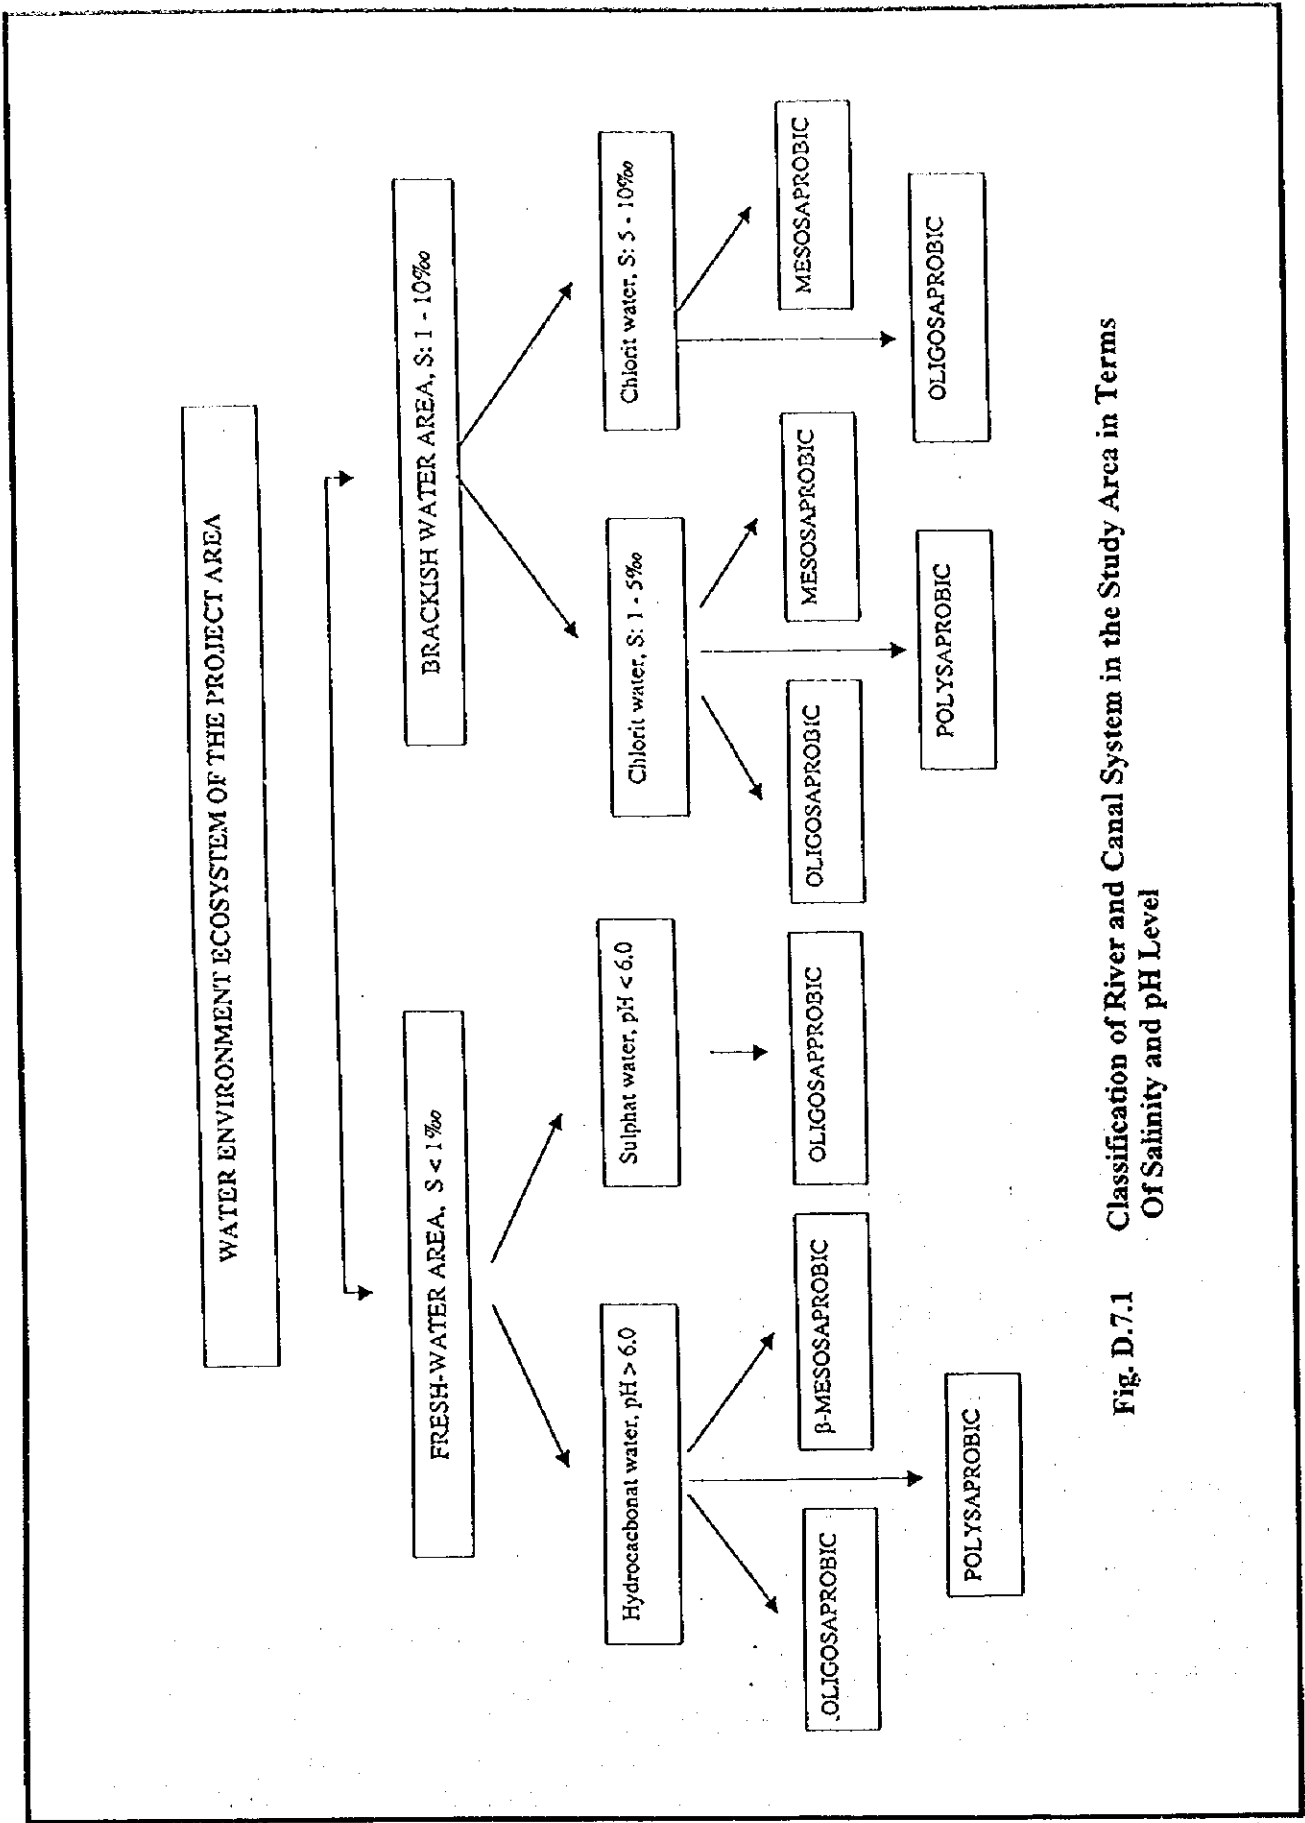 WATER ENVIRONMENT ECOSYSTEM OF THE PROJECT AREA
FRESH-WATER AREA, S < 1‰
BRACKISH WATER AREA, S: 1 - 10‰
Hydrocacbonat water, pH > 6.0
Sulphat water, pH < 6.0
Chlorit water, S: 1 - 5‰
Chlorit water, S: 5 - 10‰
OLIGOSAPROBIC
β-MESOSAPROBIC
OLIGOSAPPROBIC
OLIGOSAPROBIC
MESOSAPROBIC
MESOSAPROBIC
POLYSAPROBIC
POLYSAPROBIC
OLIGOSAPROBIC
Fig. D.7.1 Classification of River and Canal System in the Study Area in Terms
Of Salinity and pH Level